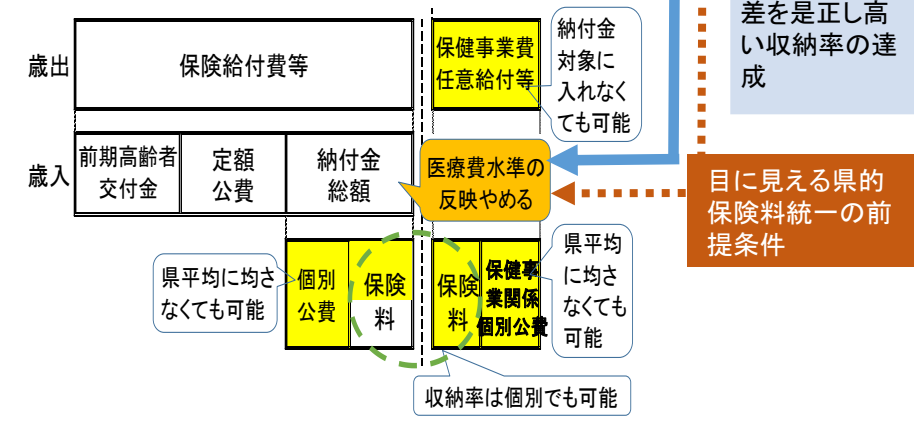 差を是正し高
い収納率の達
成
歳出
保険給付費等
保健事業費
任意給付等
納付金
対象に
入れなく
ても可能
歳入
前期高齢者
交付金
定額
公費
納付金
総額
医療費水準の
反映やめる
目に見える県的
保険料統一の前
提条件
県平均に均さ
なくても可能
個別
公費
保険
料
保険
料
保健事
業関係
個別公費
県平均
に均さ
なくても
可能
収納率は個別でも可能